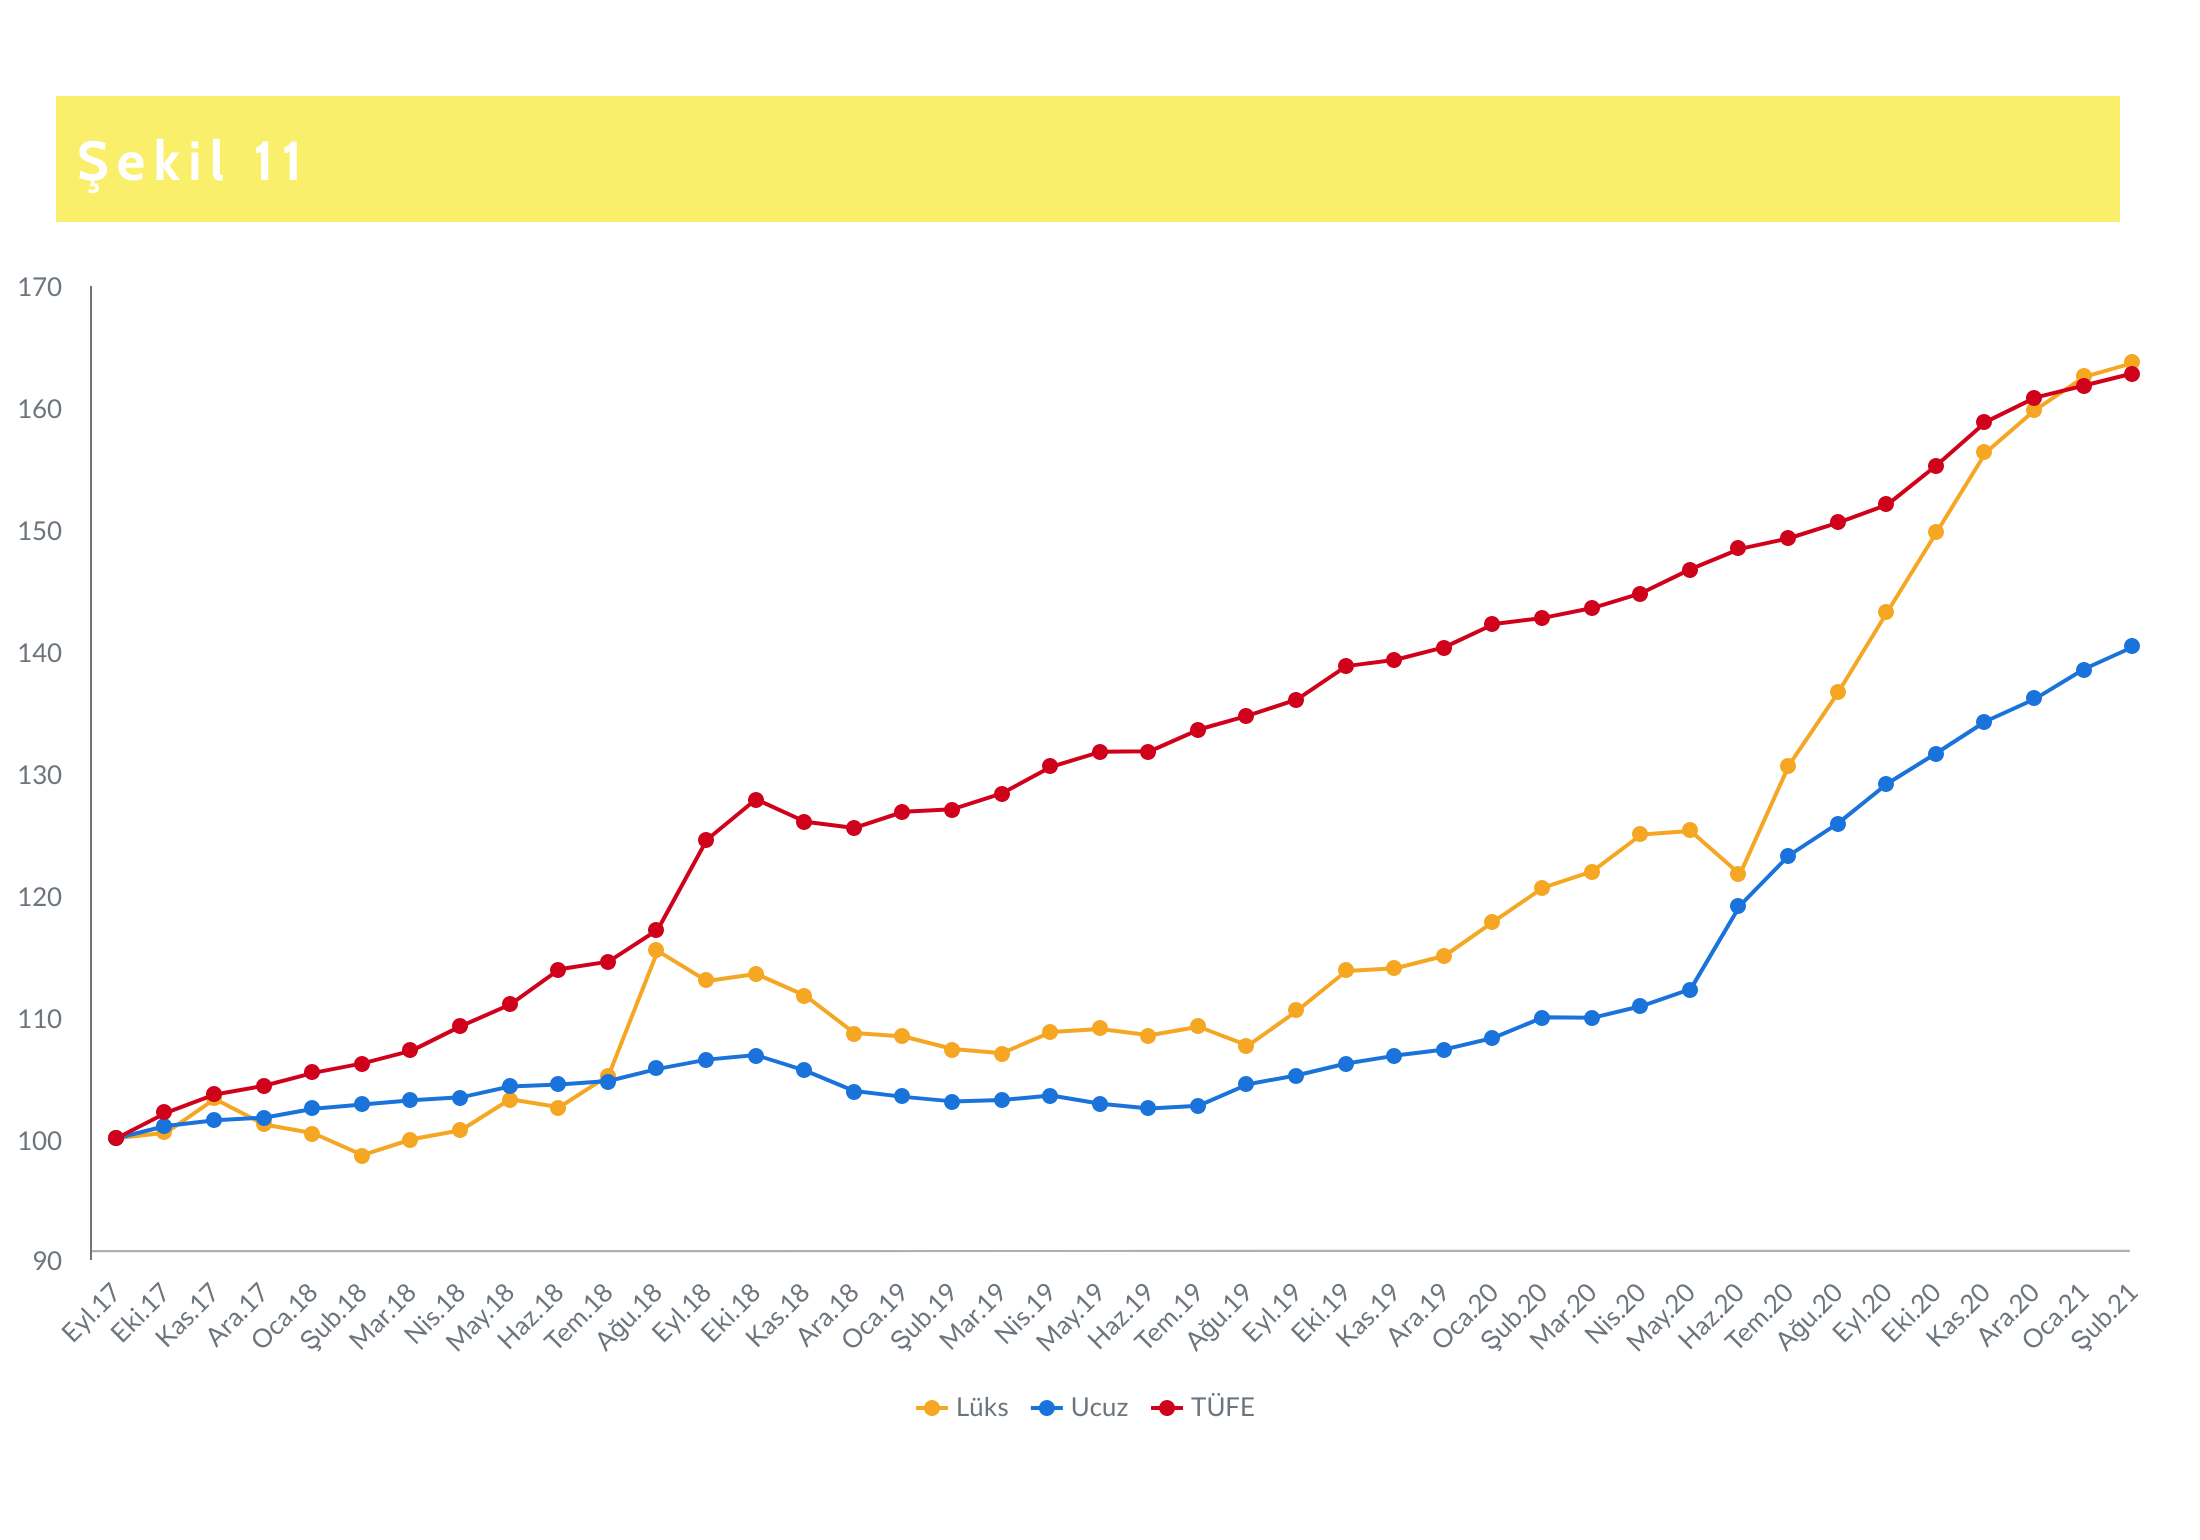 Şekil 11
170
160
150
140
130
120
110
100
90
Eyl.17
Eki.17
Kas.17
Ara.17
Oca.18
Şub.18
Mar.18
Nis.18
May.18
Haz.18
Tem.18
Ağu.18
Eyl.18
Eki.18
Kas.18
Ara.18
Oca.19
Şub.19
Mar.19
Nis.19
May.19
Haz.19
Tem.19
Ağu.19
Eyl.19
Eki.19
Kas.19
Ara.19
Oca.20
Şub.20
Mar.20
Nis.20
May.20
Haz.20
Tem.20
Ağu.20
Eyl.20
Eki.20
Kas.20
Ara.20
Oca.21
Şub.21
Lüks Ucuz TÜFE